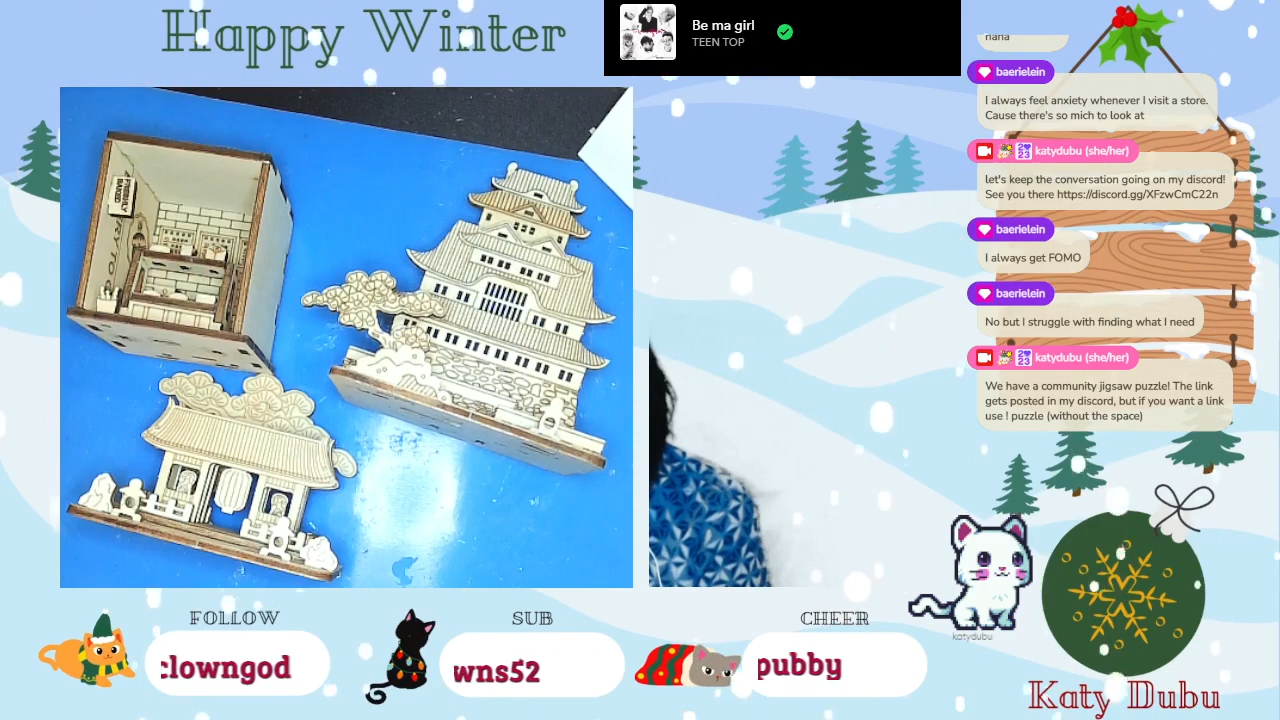 Happy Winter
Be ma girl
TEEN TOP
nana
baerielein
I always feel anxiety whenever I visit a store.
Cause there's so mich to look at
katydubu (she/her)
let's keep the conversation going on my discord!
See you there https://discord.gg/XFzwCmC22n
baerielein
I always get FOMO
baerielein
No but I struggle with finding what I need
katydubu (she/her)
We have a community jigsaw puzzle! The link
gets posted in my discord, but if you want a link
use ! puzzle (without the space)
FOLLOW
clowngod
SUB
wns52
CHEER
pubby
katydubu
Katy Dubu